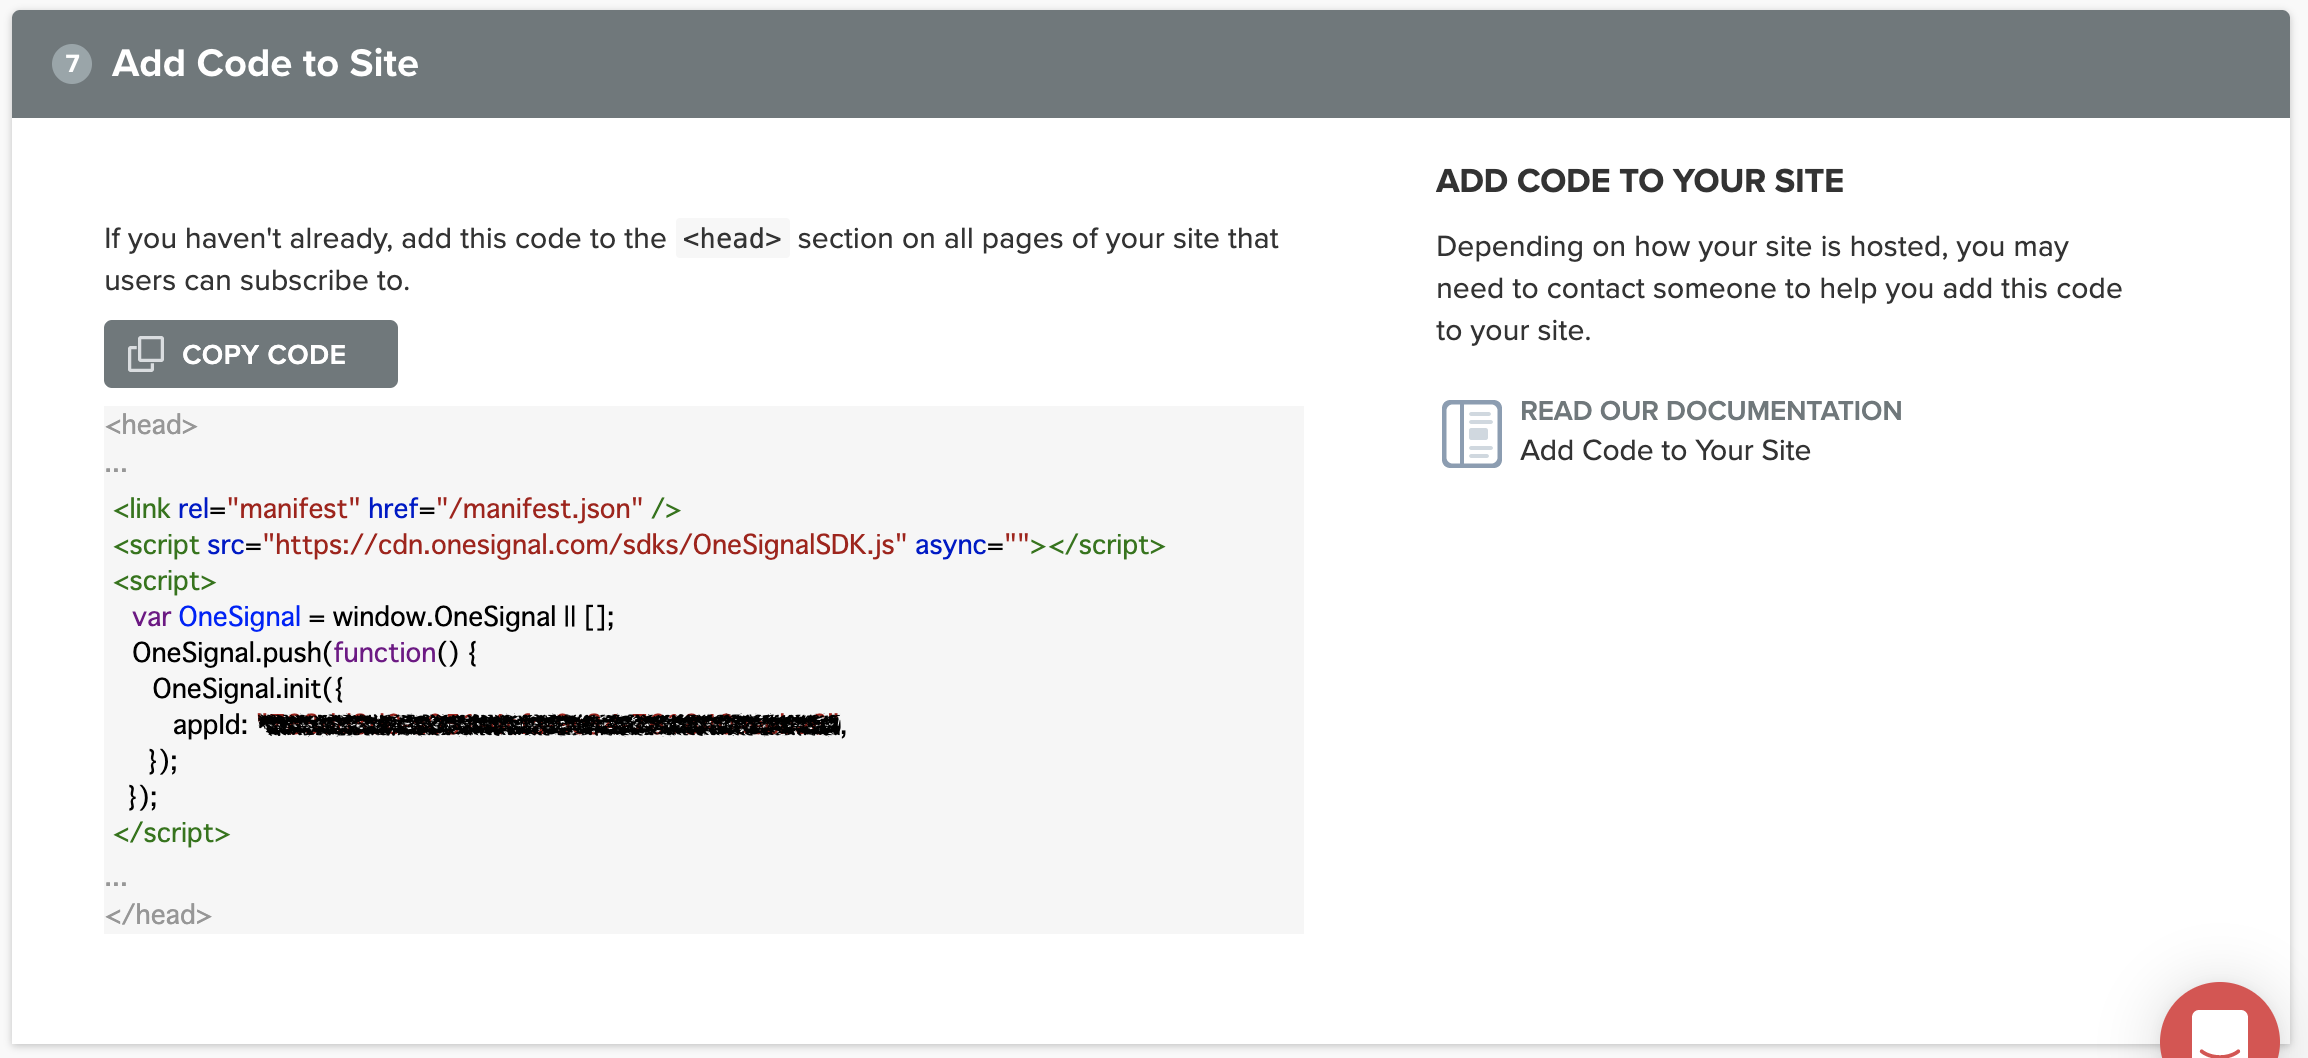 7 Add Code to Site
If you haven't already, add this code to the <head> section on all pages of your site that
users can subscribe to.
COPY CODE
<head>
...
<link rel="manifest" href="/manifest.json" />
<script src="https://cdn.onesignal.com/sdks/OneSignalSDK.js" async=""></script>
<script>
var OneSignal = window.OneSignal || [];
OneSignal.push(function() {
OneSignal.init({
appId:
});
});
</script>
...
</head>
ADD CODE TO YOUR SITE
Depending on how your site is hosted, you may
need to contact someone to help you add this code
to your site.
READ OUR DOCUMENTATION
Add Code to Your Site